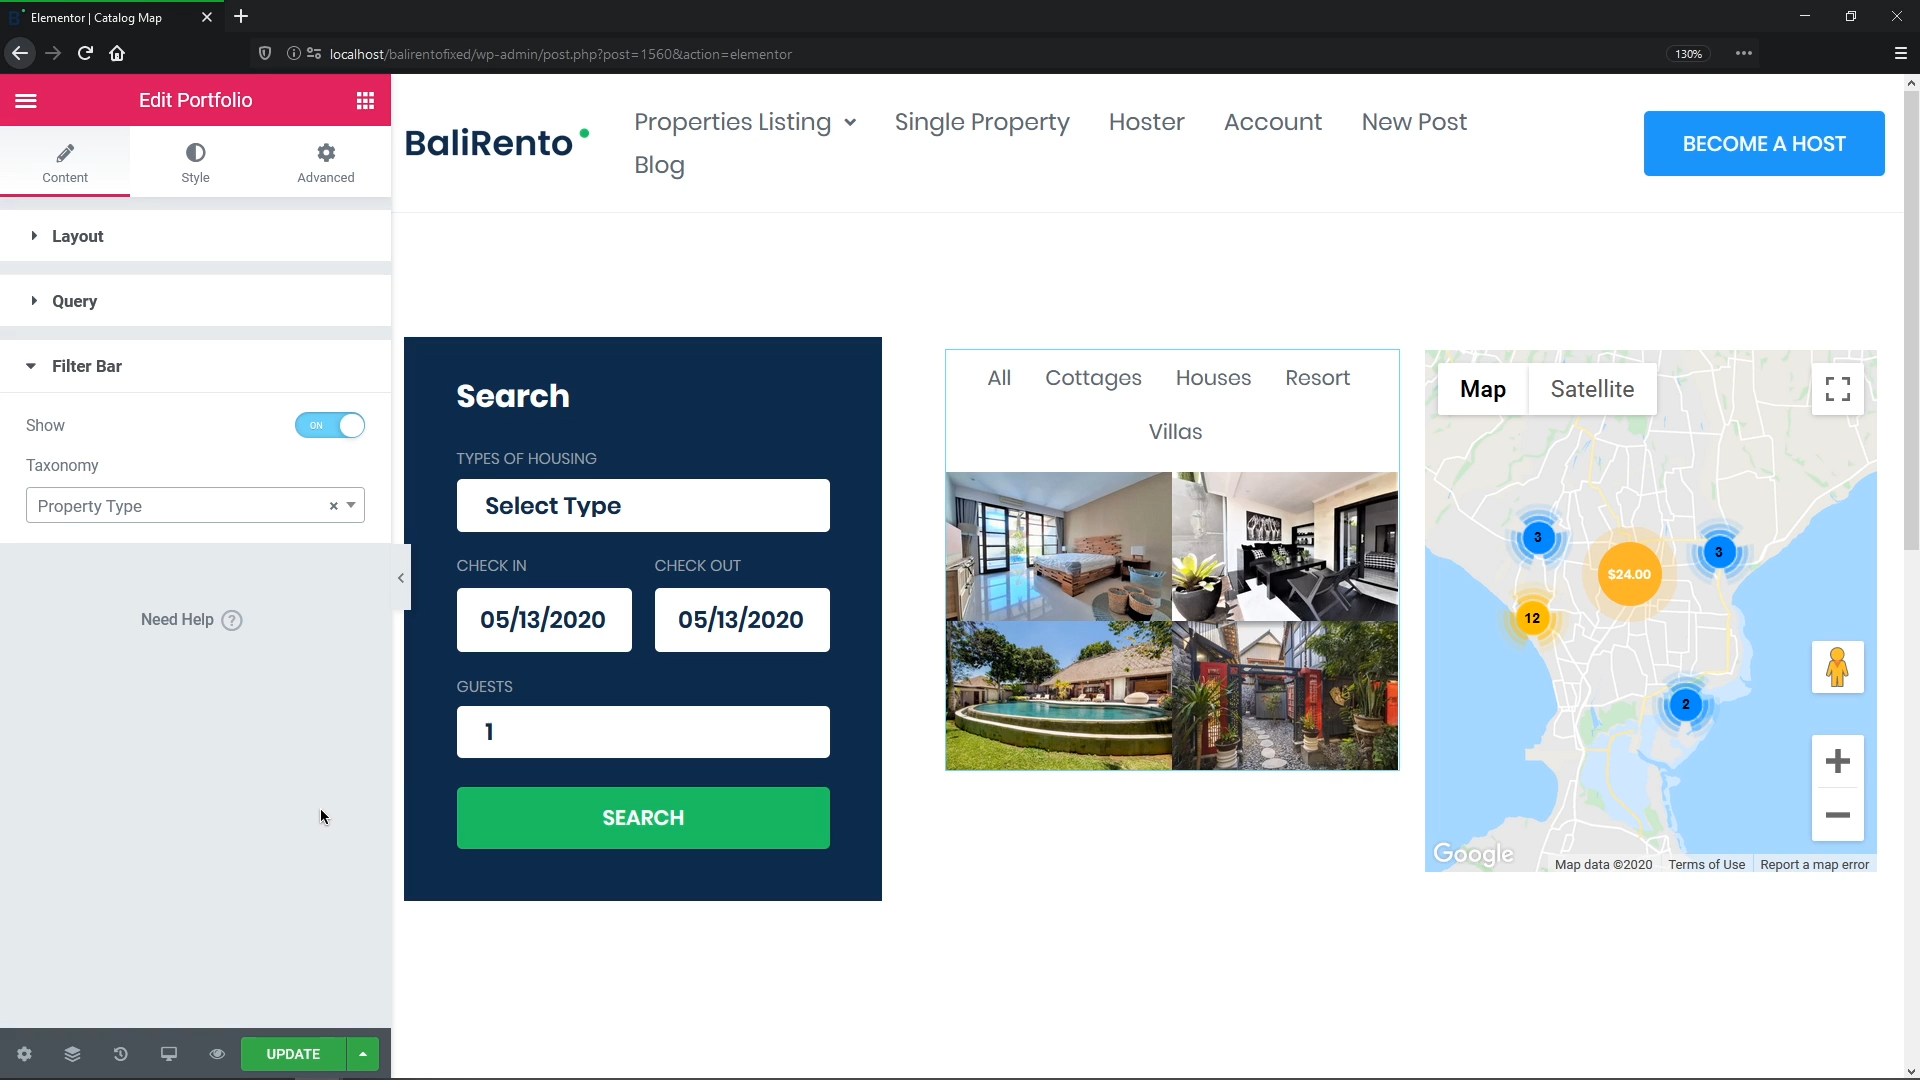 Elementor | Catalog Map
localhost/balirentofixed/wp-admin/post.php?post=1560&action=elementor
130%
Edit Portfolio
Content
Style
Advanced
Layout
Query
Filter Bar
Show
ON
Taxonomy
Property Type
Need Help ?
UPDATE
BaliRento
Properties Listing
Single Property
Hoster
Account
New Post
Blog
BECOME A HOST
Search
TYPES OF HOUSING
Select Type
CHECK IN
CHECK OUT
05/13/2020
05/13/2020
GUESTS
1
SEARCH
All
Cottages
Houses
Resort
Villas
Map
Satellite
3
3
$24.00
12
2
Google
Map data ©2020
Terms of Use
Report a map error